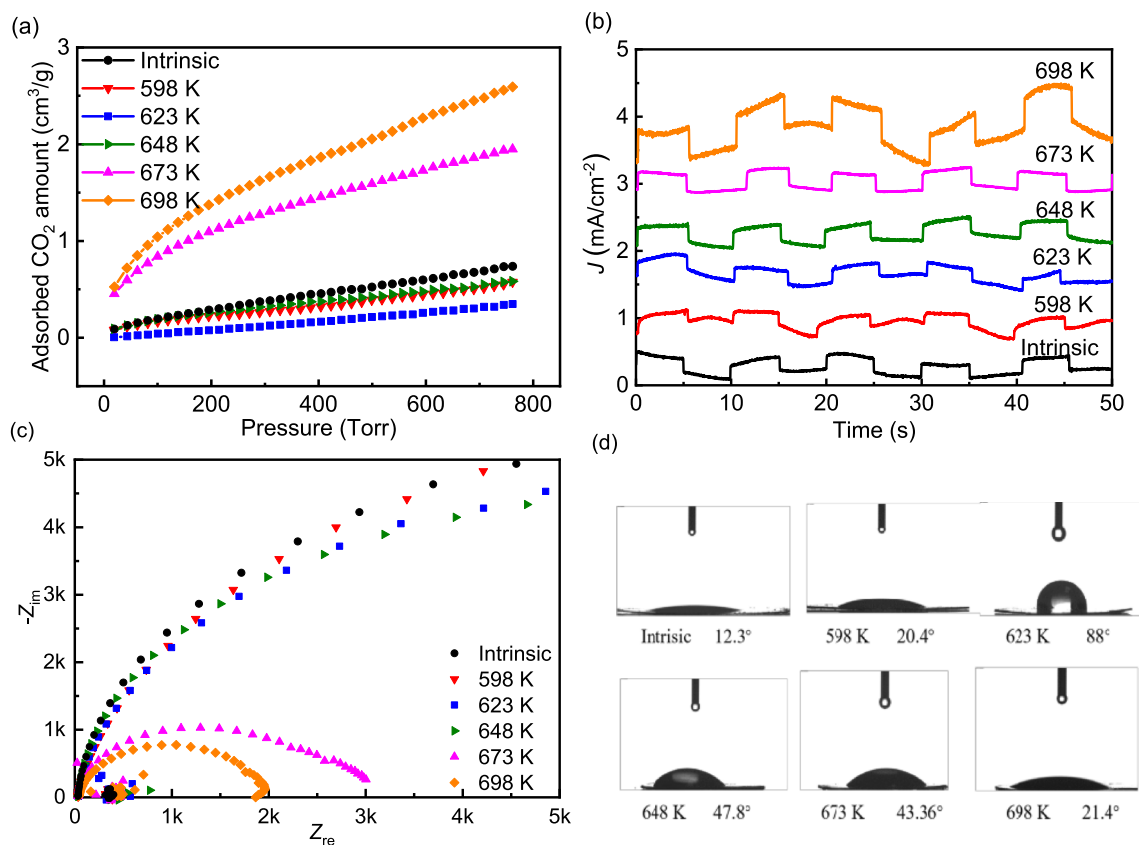 (a)
Adsorbed CO₂ amount (cm³/g)
3
2
1
0
Intrinsic
598 K
623 K
648 K
673 K
698 K
0 200 400 600 800
Pressure (Torr)
(b)
J (mA/cm⁻²)
5
4
3
2
1
0
698 K
673 K
648 K
623 K
598 K
Intrinsic
0 10 20 30 40 50
Time (s)
(c)
-Zim
5k
4k
3k
2k
1k
0
Intrinsic
598 K
623 K
648 K
673 K
698 K
0 1k 2k 3k 4k 5k
Zre
(d)
Intrisic 12.3°
598 K 20.4°
623 K 88°
648 K 47.8°
673 K 43.36°
698 K 21.4°